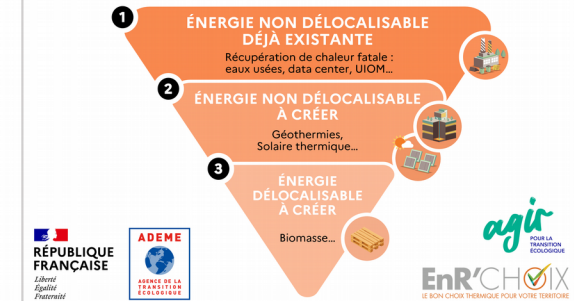 1
ÉNERGIE NON DÉLOCALISABLE
DÉJÀ EXISTANTE
Récupération de chaleur fatale :
eaux usées, data center, UIOM...
2
ÉNERGIE NON DÉLOCALISABLE
À CRÉER
Géothermies,
Solaire thermique...
3
ÉNERGIE
DÉLOCALISABLE
À CRÉER
Biomasse...
RÉPUBLIQUE
FRANÇAISE
Liberté
Égalité
Fraternité
ADEME
AGENCE DE LA
TRANSITION
ÉCOLOGIQUE
agir
POUR LA
TRANSITION
ÉCOLOGIQUE
EnR'CHOIX
LE BON CHOIX THERMIQUE POUR VOTRE TERRITOIRE